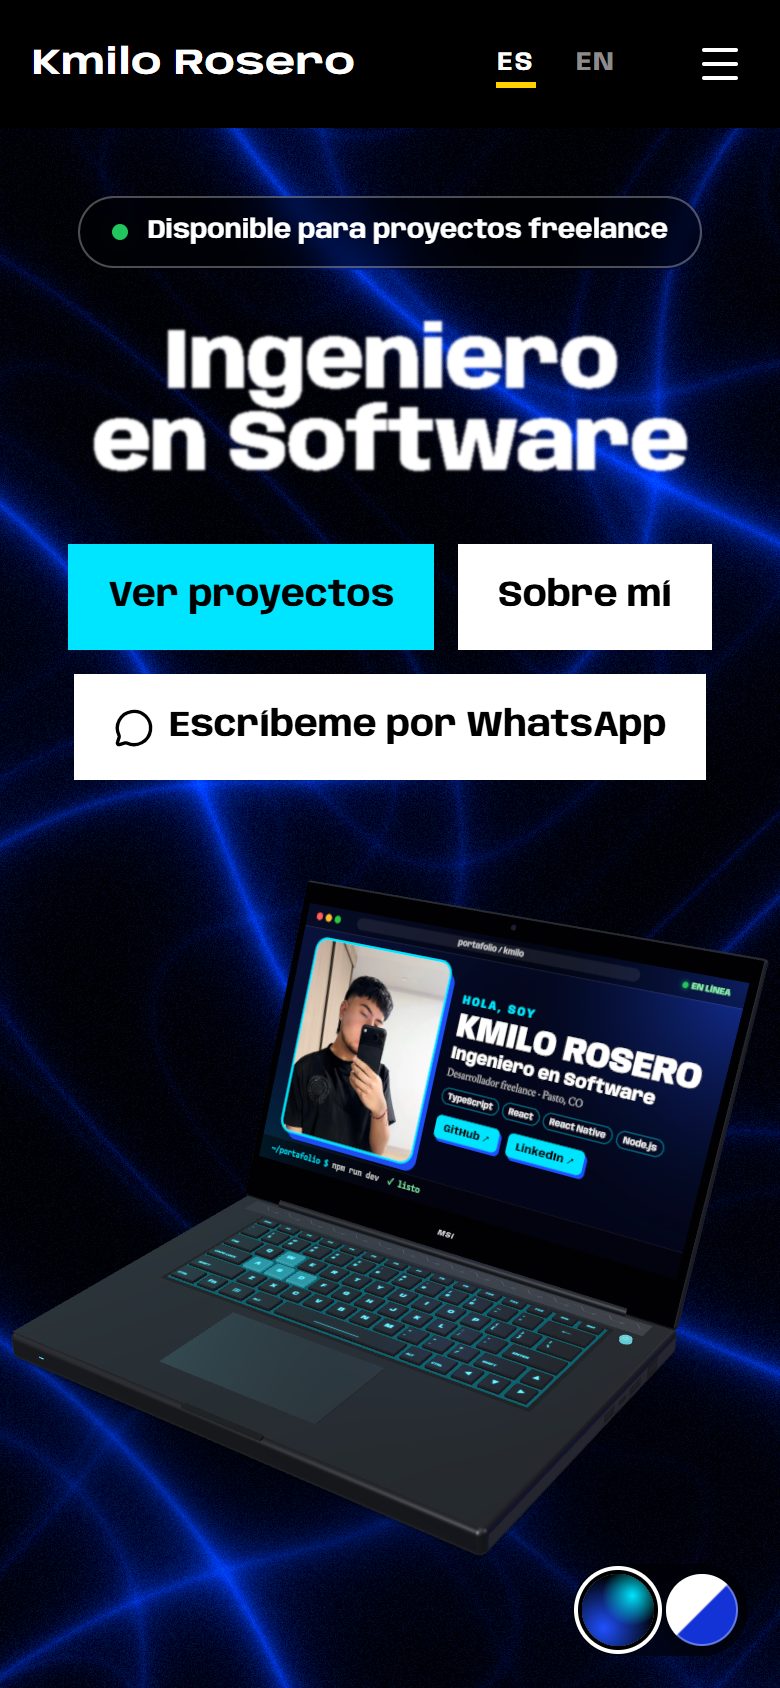 Kmilo Rosero
ES EN
Disponible para proyectos freelance
Ingeniero
en Software
Ver proyectos
Sobre mí
Escríbeme por WhatsApp
portafolio / kmilo
EN LÍNEA
HOLA, SOY
KMILO ROSERO
Ingeniero en Software
Desarrollador freelance · Pasto, CO
TypeScript React React Native Node.js
GitHub ↗ LinkedIn ↗
~/portafolio $ npm run dev ✓ listo
msi